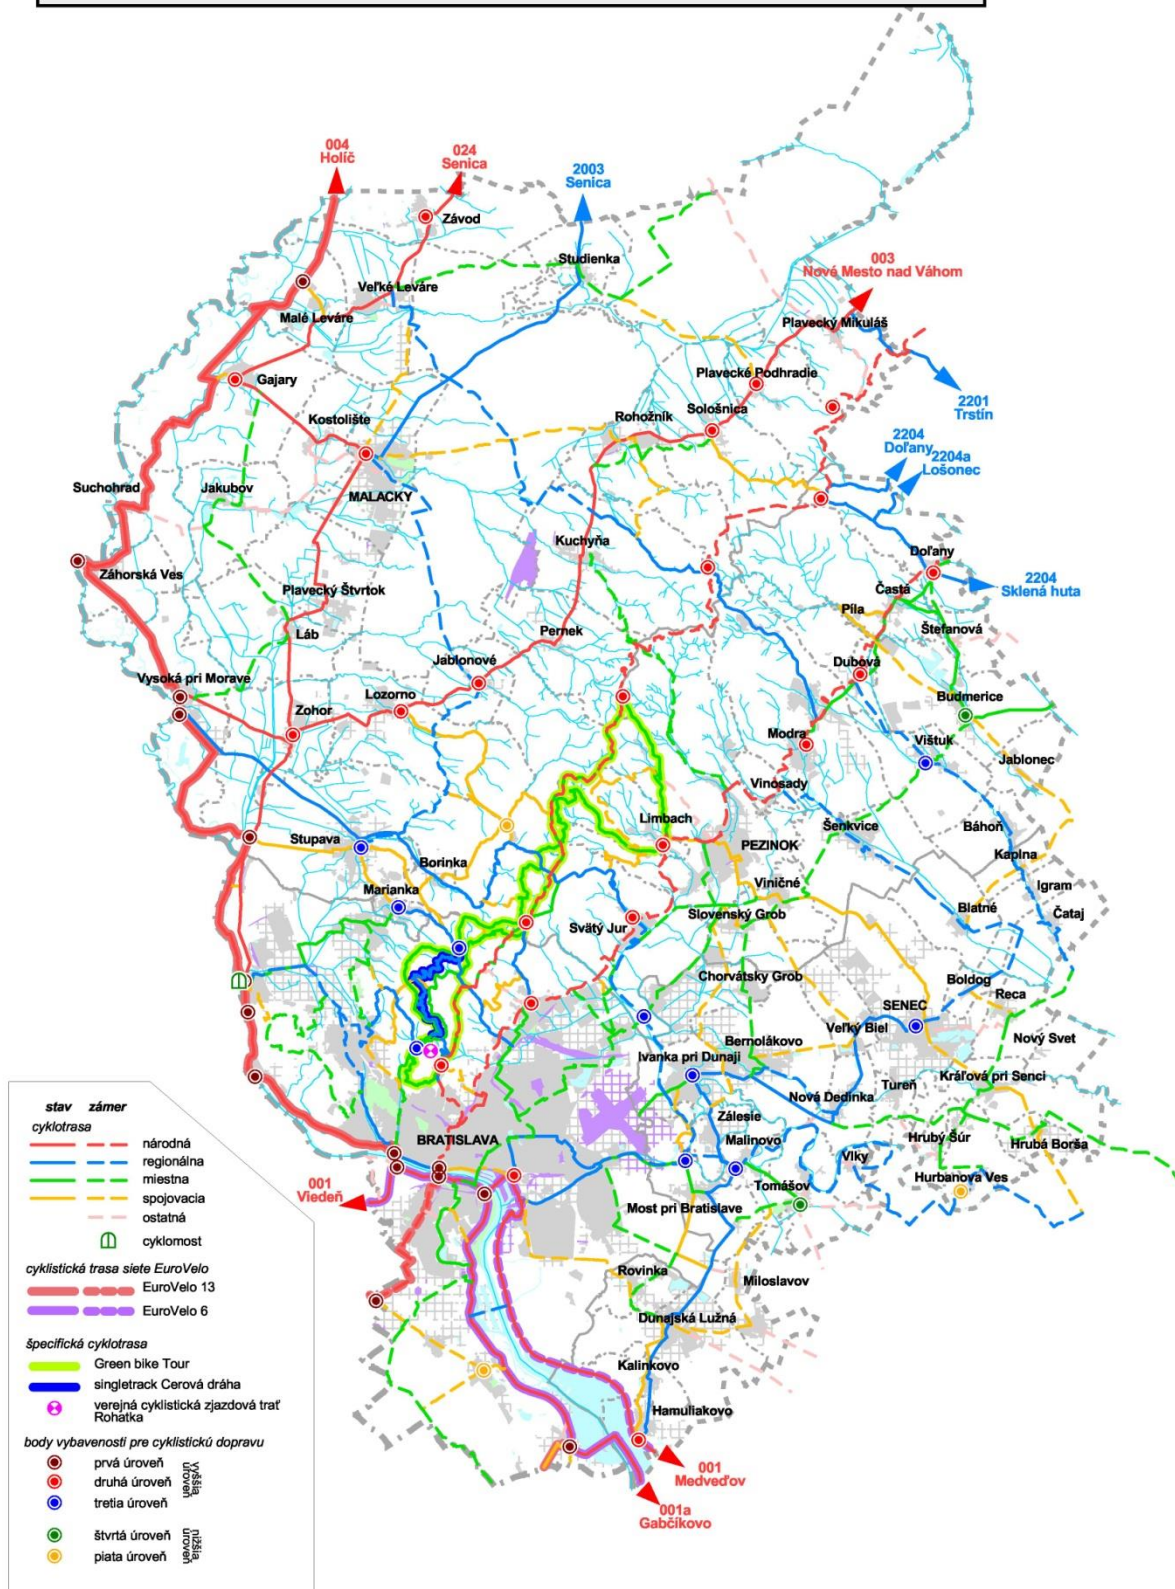 004
Holíč
024
Senica
2003
Senica
Závod
Studienka
003
Nové Mesto nad Váhom
Veľké Leváre
Malé Leváre
Plavecký Mikuláš
Gajary
Plavecké Podhradie
2201
Trstín
Kostolište
Rohožník
Sološnica
2204
Doľany
2204a
Lošonec
Suchohrad
Jakubov
MALACKY
Kuchyňa
Doľany
Záhorská Ves
Plavecký Štvrtok
Častá
2204
Sklená huta
Píla
Láb
Pernek
Štefanová
Jablonové
Dubová
Vysoká pri Morave
Lozorno
Budmerice
Zohor
Modra
Vištuk
Jablonec
Vinosady
Limbach
Šenkvice
Báhoň
Stupava
PEZINOK
Borinka
Kaplna
Marianka
Viničné
Igram
Blatné
Slovenský Grob
Čataj
Svätý Jur
Chorvátsky Grob
Boldog
Reca
SENEC
Veľký Biel
Bernolákovo
Nový Svet
Ivanka pri Dunaji
Kráľová pri Senci
Tureň
Nová Dedinka
Zálesie
BRATISLAVA
Malinovo
Hrubý Šúr
Hrubá Borša
Vlky
Hurbanova Ves
Tomášov
001
Viedeň
Most pri Bratislave
Rovinka
Miloslavov
Dunajská Lužná
Kalinkovo
Hamuliakovo
001
Medveďov
001a
Gabčíkovo
stav zámer
cyklotrasa
národná
regionálna
miestna
spojovacia
ostatná
cyklomost
cyklistická trasa siete EuroVelo
EuroVelo 13
EuroVelo 6
špecifická cyklotrasa
Green bike Tour
singletrack Cerová dráha
verejná cyklistická zjazdová trať
Rohatka
body vybavenosti pre cyklistickú dopravu
prvá úroveň
druhá úroveň
tretia úroveň
vyššia
úroveň
štvrtá úroveň
piata úroveň
nižšia
úroveň